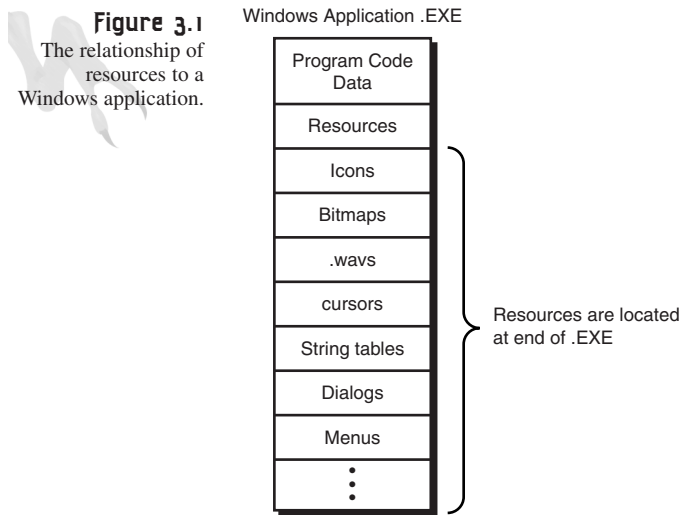 Figure 3.1
The relationship of
resources to a
Windows application.
Windows Application .EXE
Program Code
Data
Resources
Icons
Bitmaps
.wavs
cursors
String tables
Dialogs
Menus
Resources are located
at end of .EXE